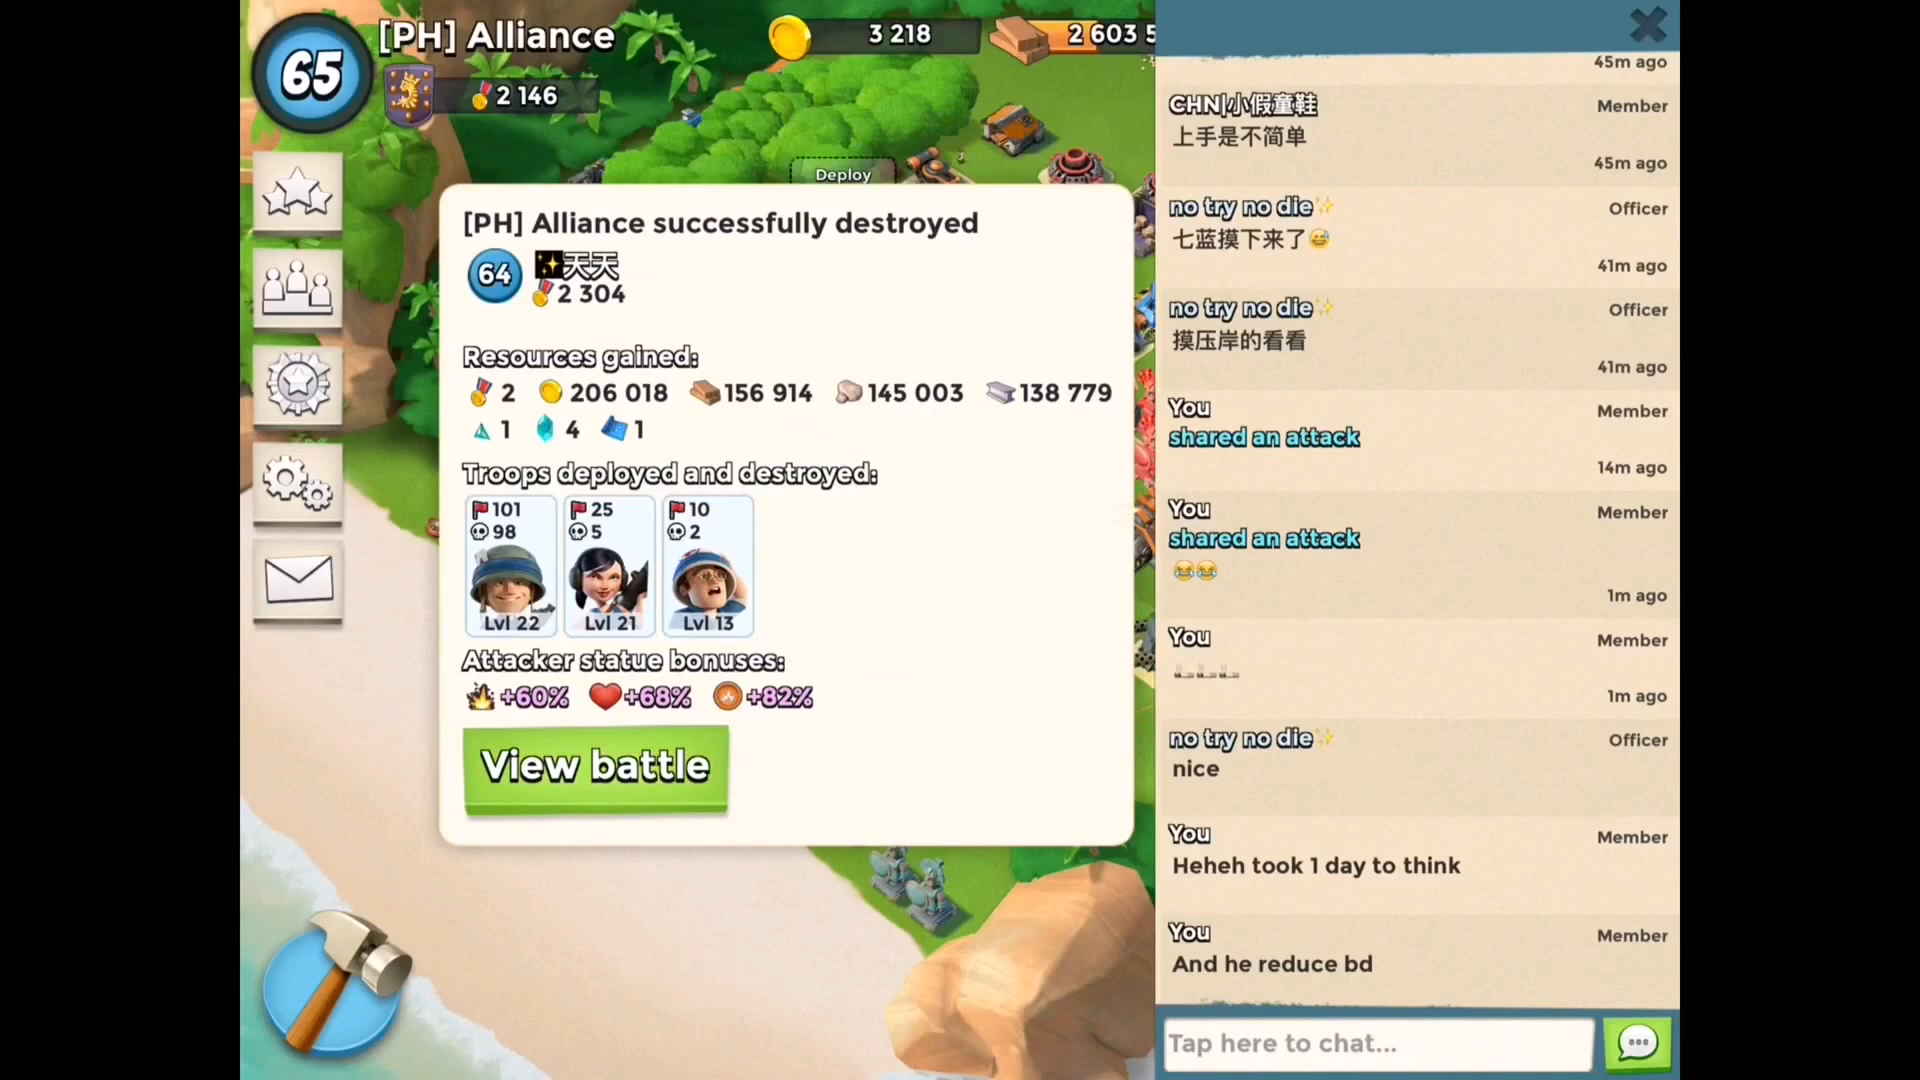 65
[PH] Alliance
2 146
3 218
2 603 5
Deploy
[PH] Alliance successfully destroyed
64
✨天天
2 304
Resources gained:
2 206 018 156 914 145 003 138 779
1 4 1
Troops deployed and destroyed:
101 25 10
98 5 2
Lvl 22 Lvl 21 Lvl 13
Attacker statue bonuses:
+60% +68% +82%
View battle
45m ago
CHN|小假童鞋 Member
上手是不简单
45m ago
no try no die✨ Officer
七蓝摸下来了😅
41m ago
no try no die✨ Officer
摸压岸的看看
41m ago
You Member
shared an attack
14m ago
You Member
shared an attack
😂😂
1m ago
You Member
🚬🚬🚬
1m ago
no try no die✨ Officer
nice
You Member
Heheh took 1 day to think
You Member
And he reduce bd
Tap here to chat...